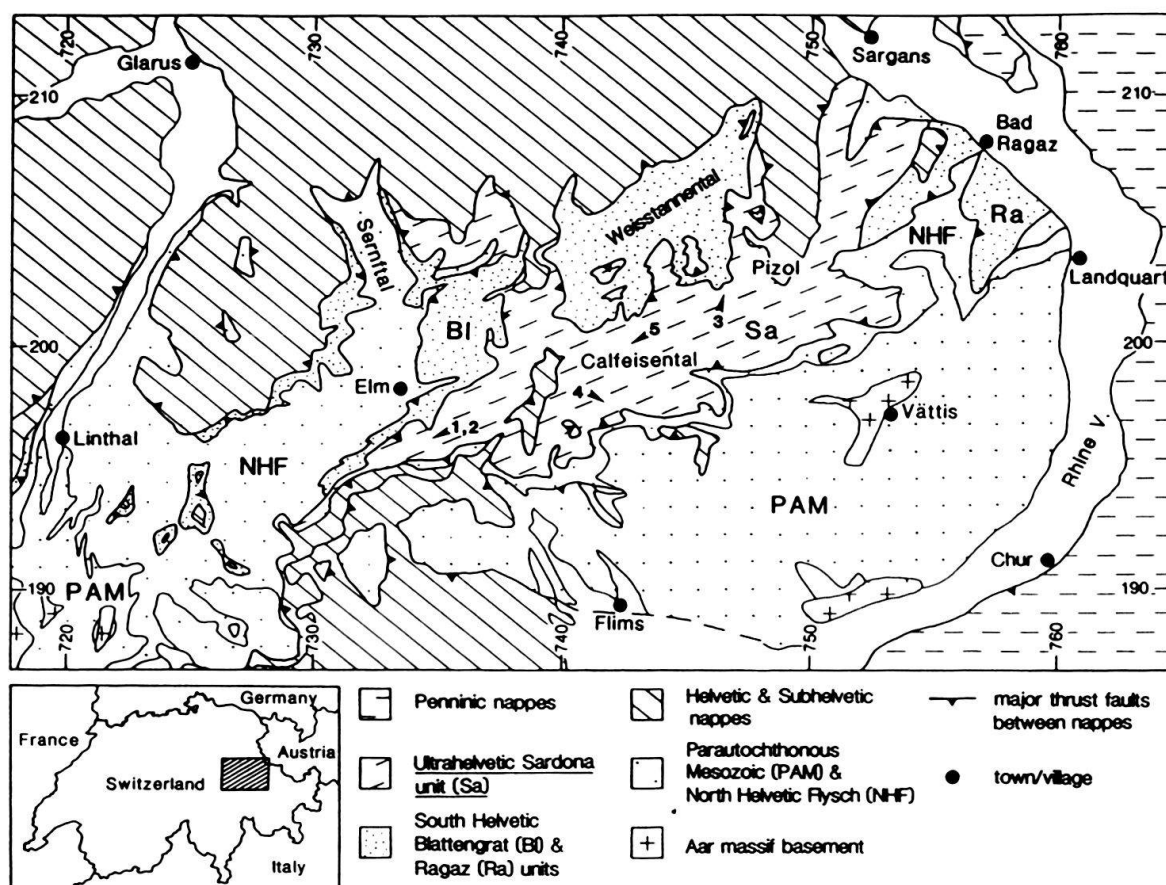 720
730
740
750
760
Glarus
Sargans
210
210
Bad
Ragaz
Weisstannental
Sernftal
Ra
NHF
Pizol
Landquart
Bl
3
5
Sa
200
200
Calfeisental
Elm
4
Vättis
1,2
Linthal
NHF
Rhine V.
PAM
Chur
190
PAM
190
Flims
720
730
740
750
760
Germany
France
Austria
Switzerland
Italy
Penninic nappes
Ultrahelvetic Sardona
unit (Sa)
South Helvetic
Blattengrat (Bl) &
Ragaz (Ra) units
Helvetic & Subhelvetic
nappes
Parautochthonous
Mesozoic (PAM) &
North Helvetic Flysch (NHF)
Aar massif basement
major thrust faults
between nappes
town/village